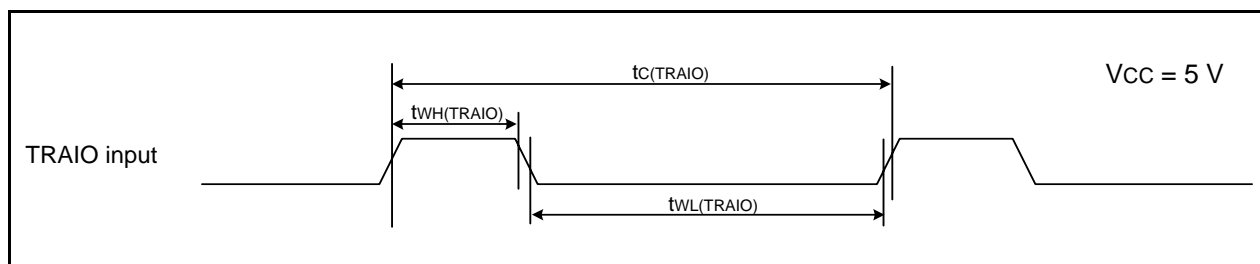 tC(TRAIO)
VCC = 5 V
tWH(TRAIO)
TRAIO input
tWL(TRAIO)